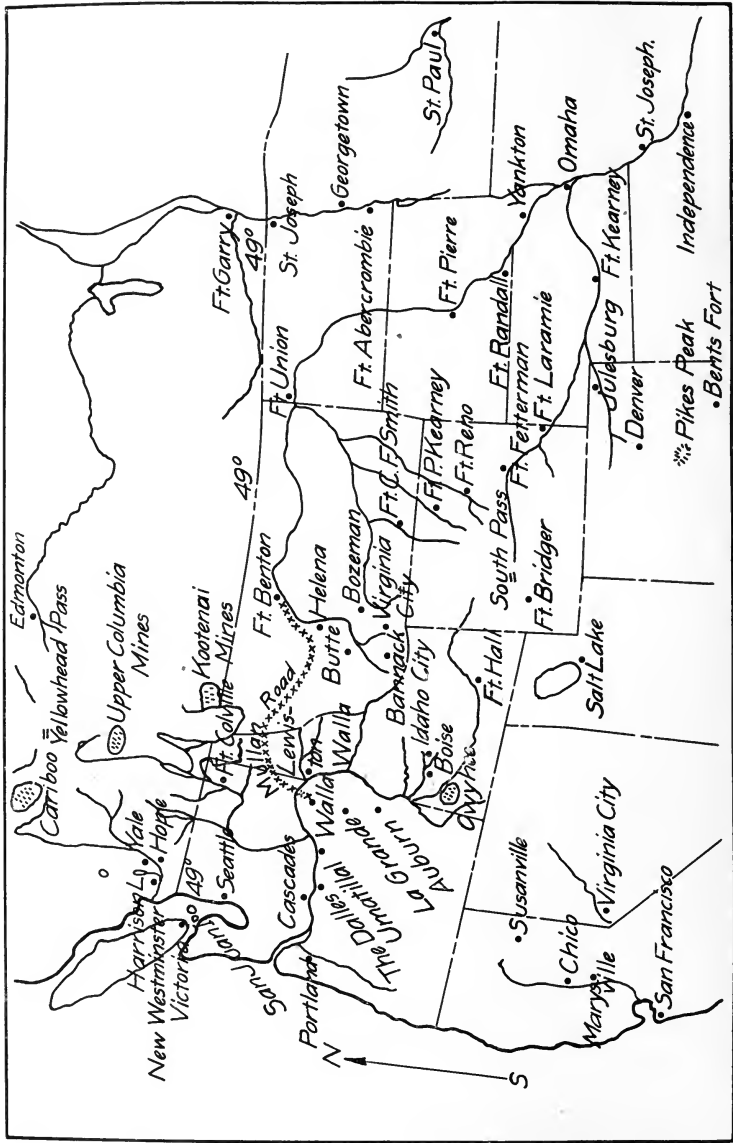 Edmonton
Cariboo
Yellowhead Pass
Upper Columbia
Mines
Kootenai
Mines
Yale
Hope
Harrison L.
New Westminster
Victoria
49°
San Juan
Seattle
Ft. Colville
Ft. Garry
49°
49°
St. Joseph
Georgetown
St. Paul
Ft. Union
Ft. Abercrombie
Ft. Benton
Mullan Road
Helena
Butte
Bozeman
Virginia
City
Bannack
Lewis-
ton
Walla
Walla
Cascades
The Dalles
Umatilla
La Grande
Auburn
Portland
Idaho City
Boise
Owyhee
Ft. Hall
Ft. C. F. Smith
Ft. P. Kearney
Ft. Reno
Ft. Pierre
Ft. Randall
Yankton
Omaha
Ft. Fetterman
Ft. Laramie
South Pass
Ft. Bridger
Julesburg
Ft. Kearney
St. Joseph.
Independence
Denver
Pikes Peak
Bents Fort
Salt Lake
Susanville
Virginia City
Chico
Marys
ville
San Francisco
N
S